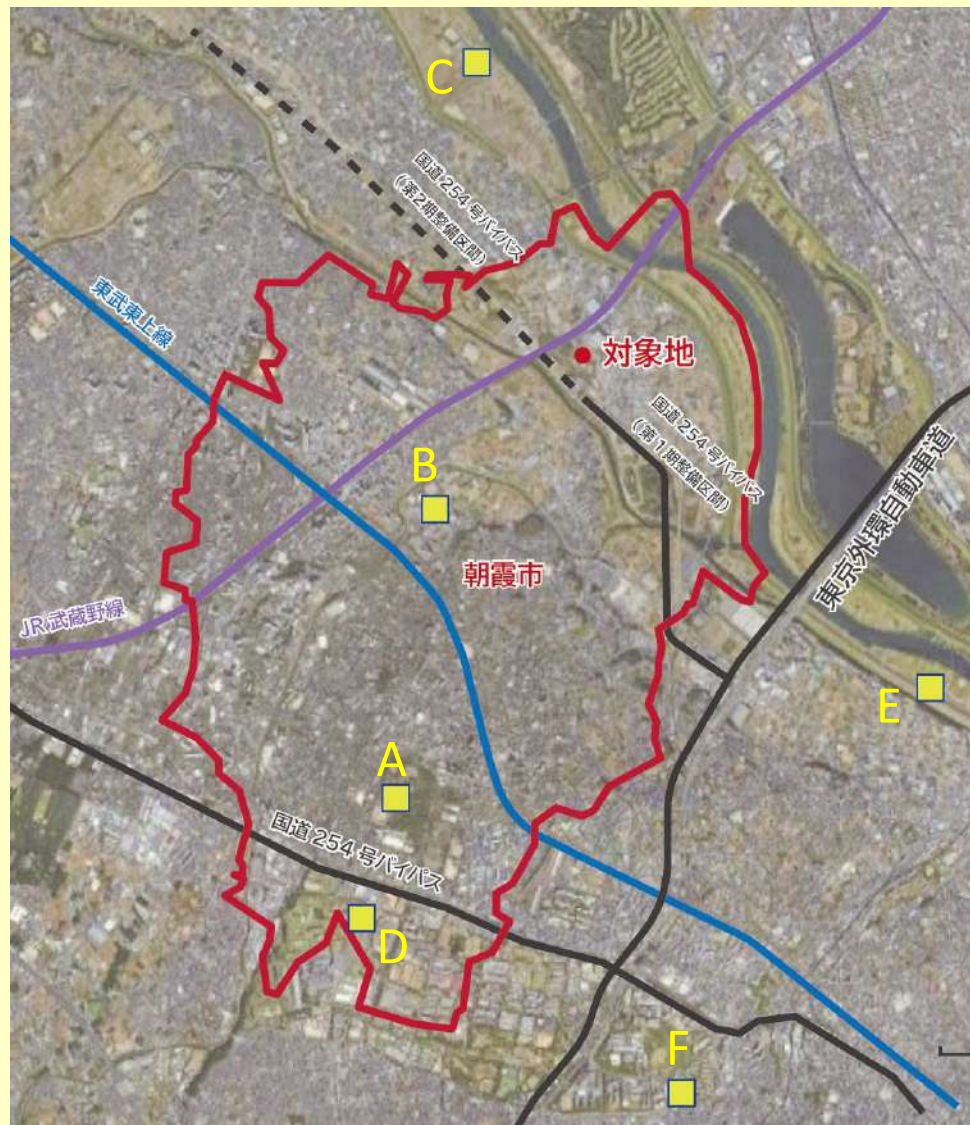 C
国道254号バイパス
(第2期整備区間)
東武東上線
対象地
国道254号バイパス
(第1期整備区間)
東京外環自動車道
B
朝霞市
JR 武蔵野線
E
A
国道254号バイパス
D
F